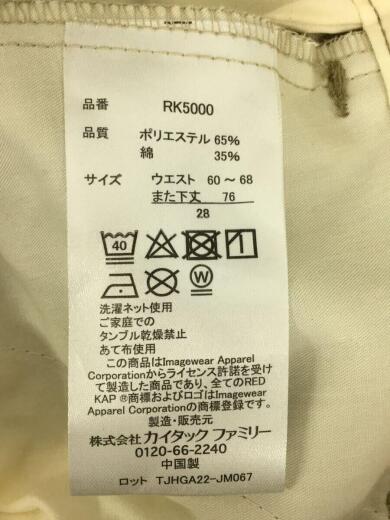 品番 RK5000
品質 ポリエステル 65%
綿 35%
サイズ ウエスト 60～68
また下丈 76
28
40
W
洗濯ネット使用
ご家庭での
タンブル乾燥禁止
あて布使用
この商品はImagewear Apparel
Corporationからライセンス許諾を受け
て製造した商品であり、全てのRED
KAP ®商標およびロゴはImagewear
Apparel Corporationの商標登録です。
製造・販売元
株式会社 カイタック ファミリー
0120-66-2240
中国製
ロット TJHGA22-JM067